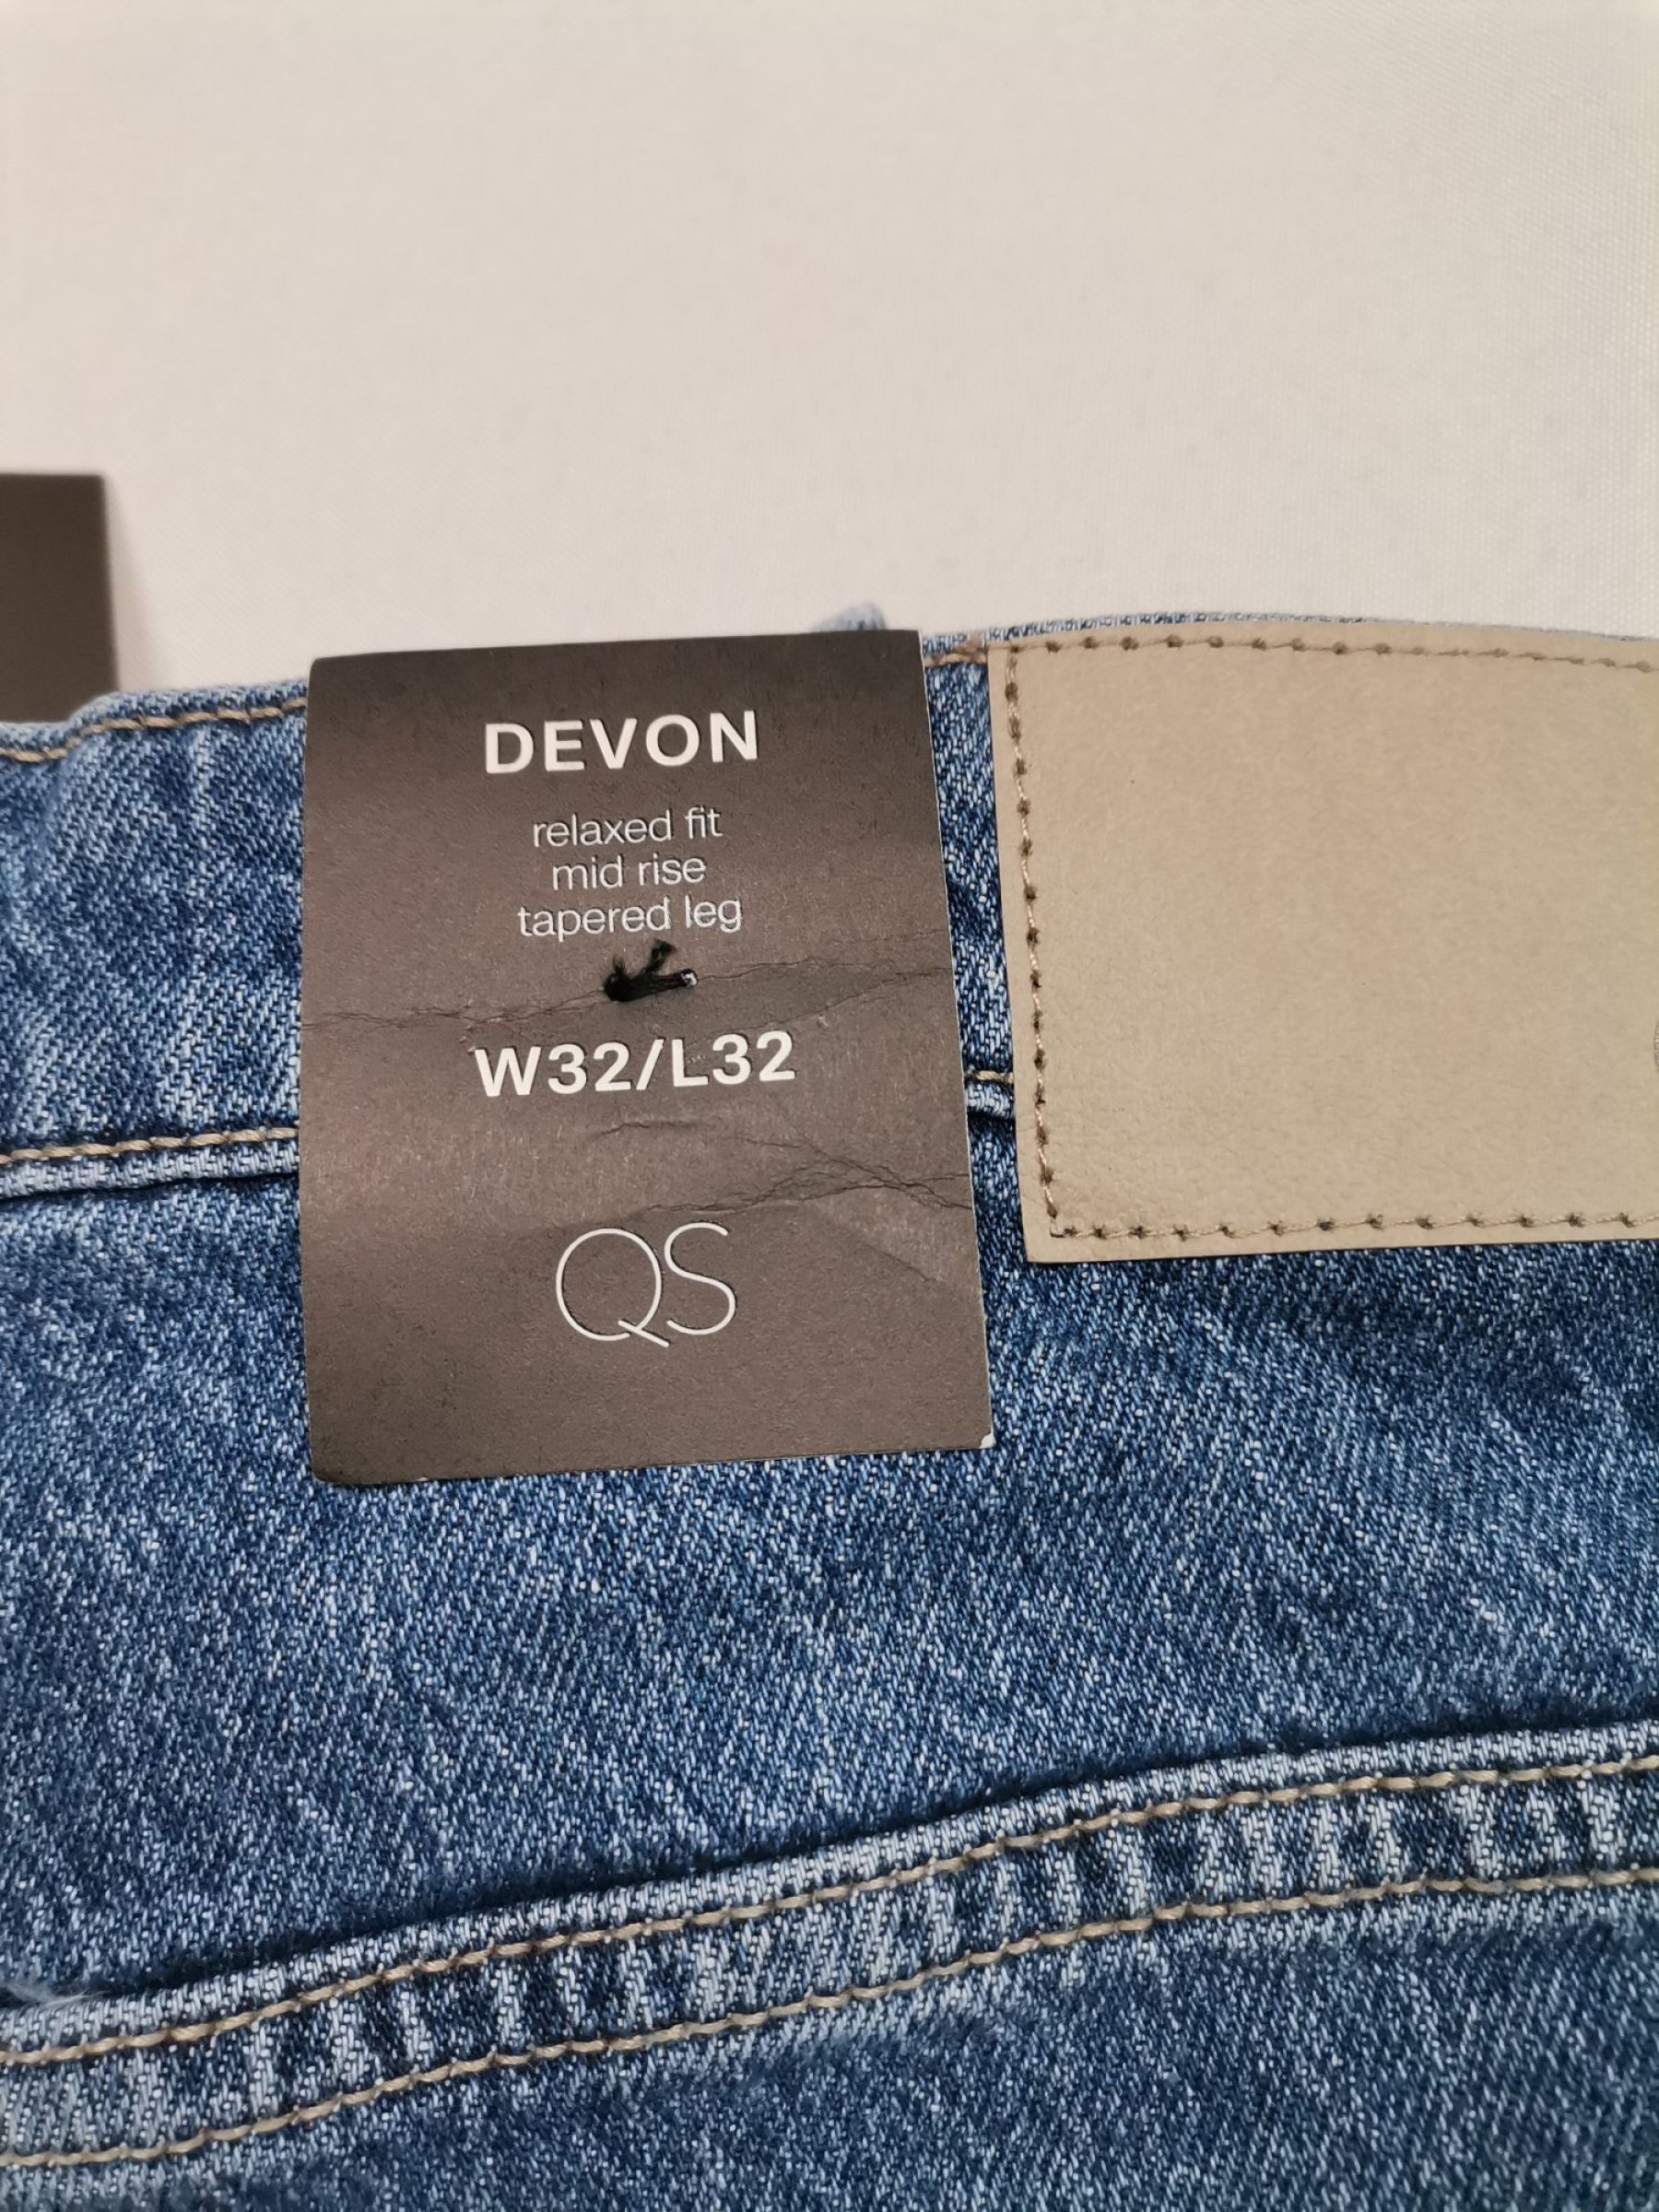 DEVON
relaxed fit
mid rise
tapered leg
W32/L32
QS